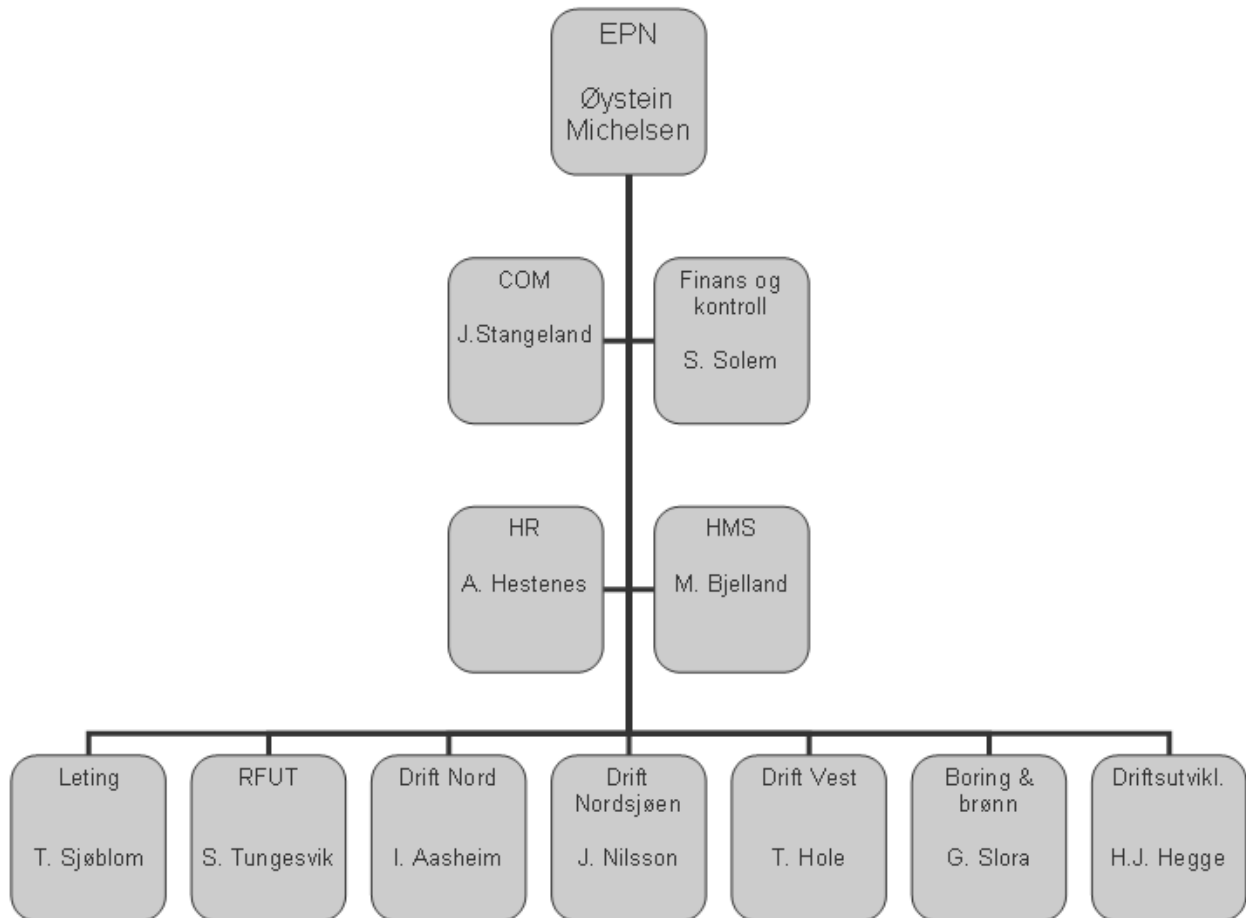 EPN
Øystein
Michelsen
COM
J.Stangeland
Finans og
kontroll
S. Solem
HR
A. Hestenes
HMS
M. Bjelland
Leting
T. Sjøblom
RFUT
S. Tungesvik
Drift Nord
I. Aasheim
Drift
Nordsjøen
J. Nilsson
Drift Vest
T. Hole
Boring &
brønn
G. Slora
Driftsutvikl.
H.J. Hegge